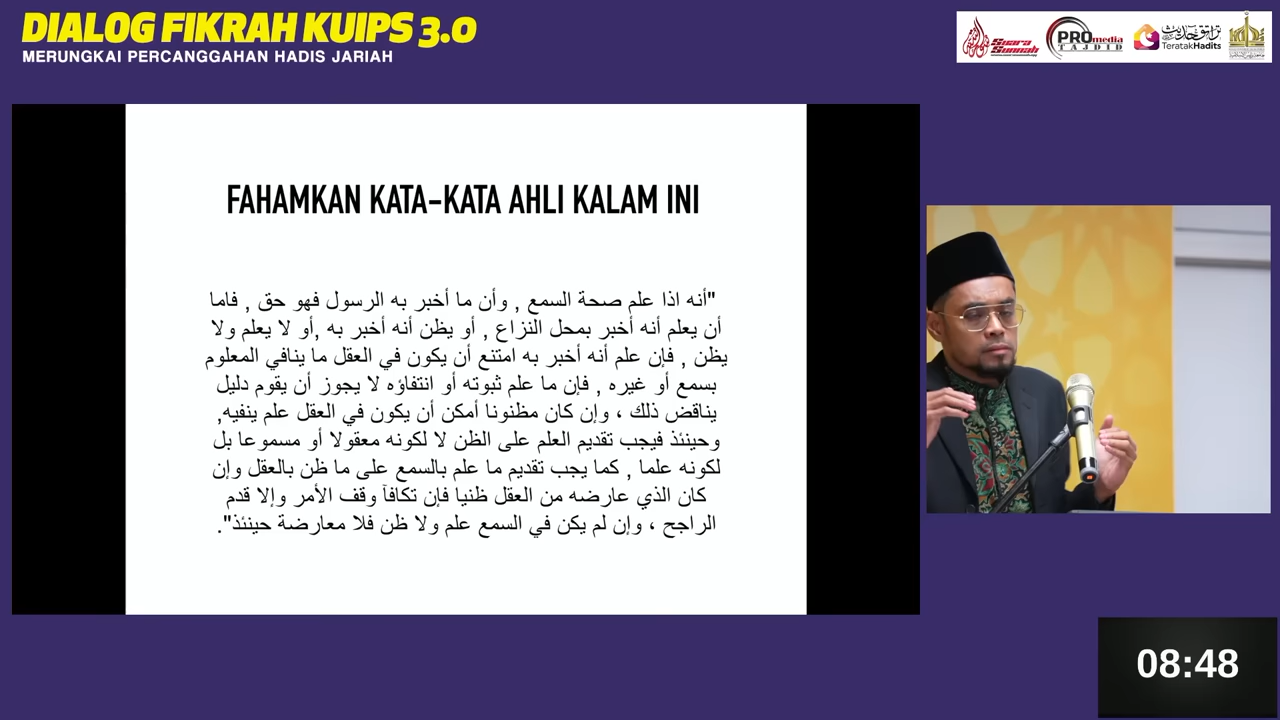 DIALOG FIKRAH KUIPS 3.0
MERUNGKAI PERCANGGAHAN HADIS JARIAH
Suara Sunnah
PROmedia
TAJDID
TeratakHadits
FAHAMKAN KATA-KATA AHLI KALAM INI
"أنه اذا علم صحة السمع , وأن ما أخبر به الرسول فهو حق , فاما
أن يعلم أنه أخبر بمحل النزاع , أو يظن أنه أخبر به ,أو لا يعلم ولا
يظن , فإن علم أنه أخبر به امتنع أن يكون في العقل ما ينافي المعلوم
بسمع أو غيره , فإن ما علم ثبوته أو انتفاؤه لا يجوز أن يقوم دليل
يناقض ذلك ، وإن كان مظنونا أمكن أن يكون في العقل علم ينفيه,
وحينئذ فيجب تقديم العلم على الظن لا لكونه معقولا أو مسموعا بل
لكونه علما , كما يجب تقديم ما علم بالسمع على ما ظن بالعقل وإن
كان الذي عارضه من العقل ظنيا فإن تكافآ وقف الأمر وإلا قدم
الراجح ، وإن لم يكن في السمع علم ولا ظن فلا معارضة حينئذ".
08:48